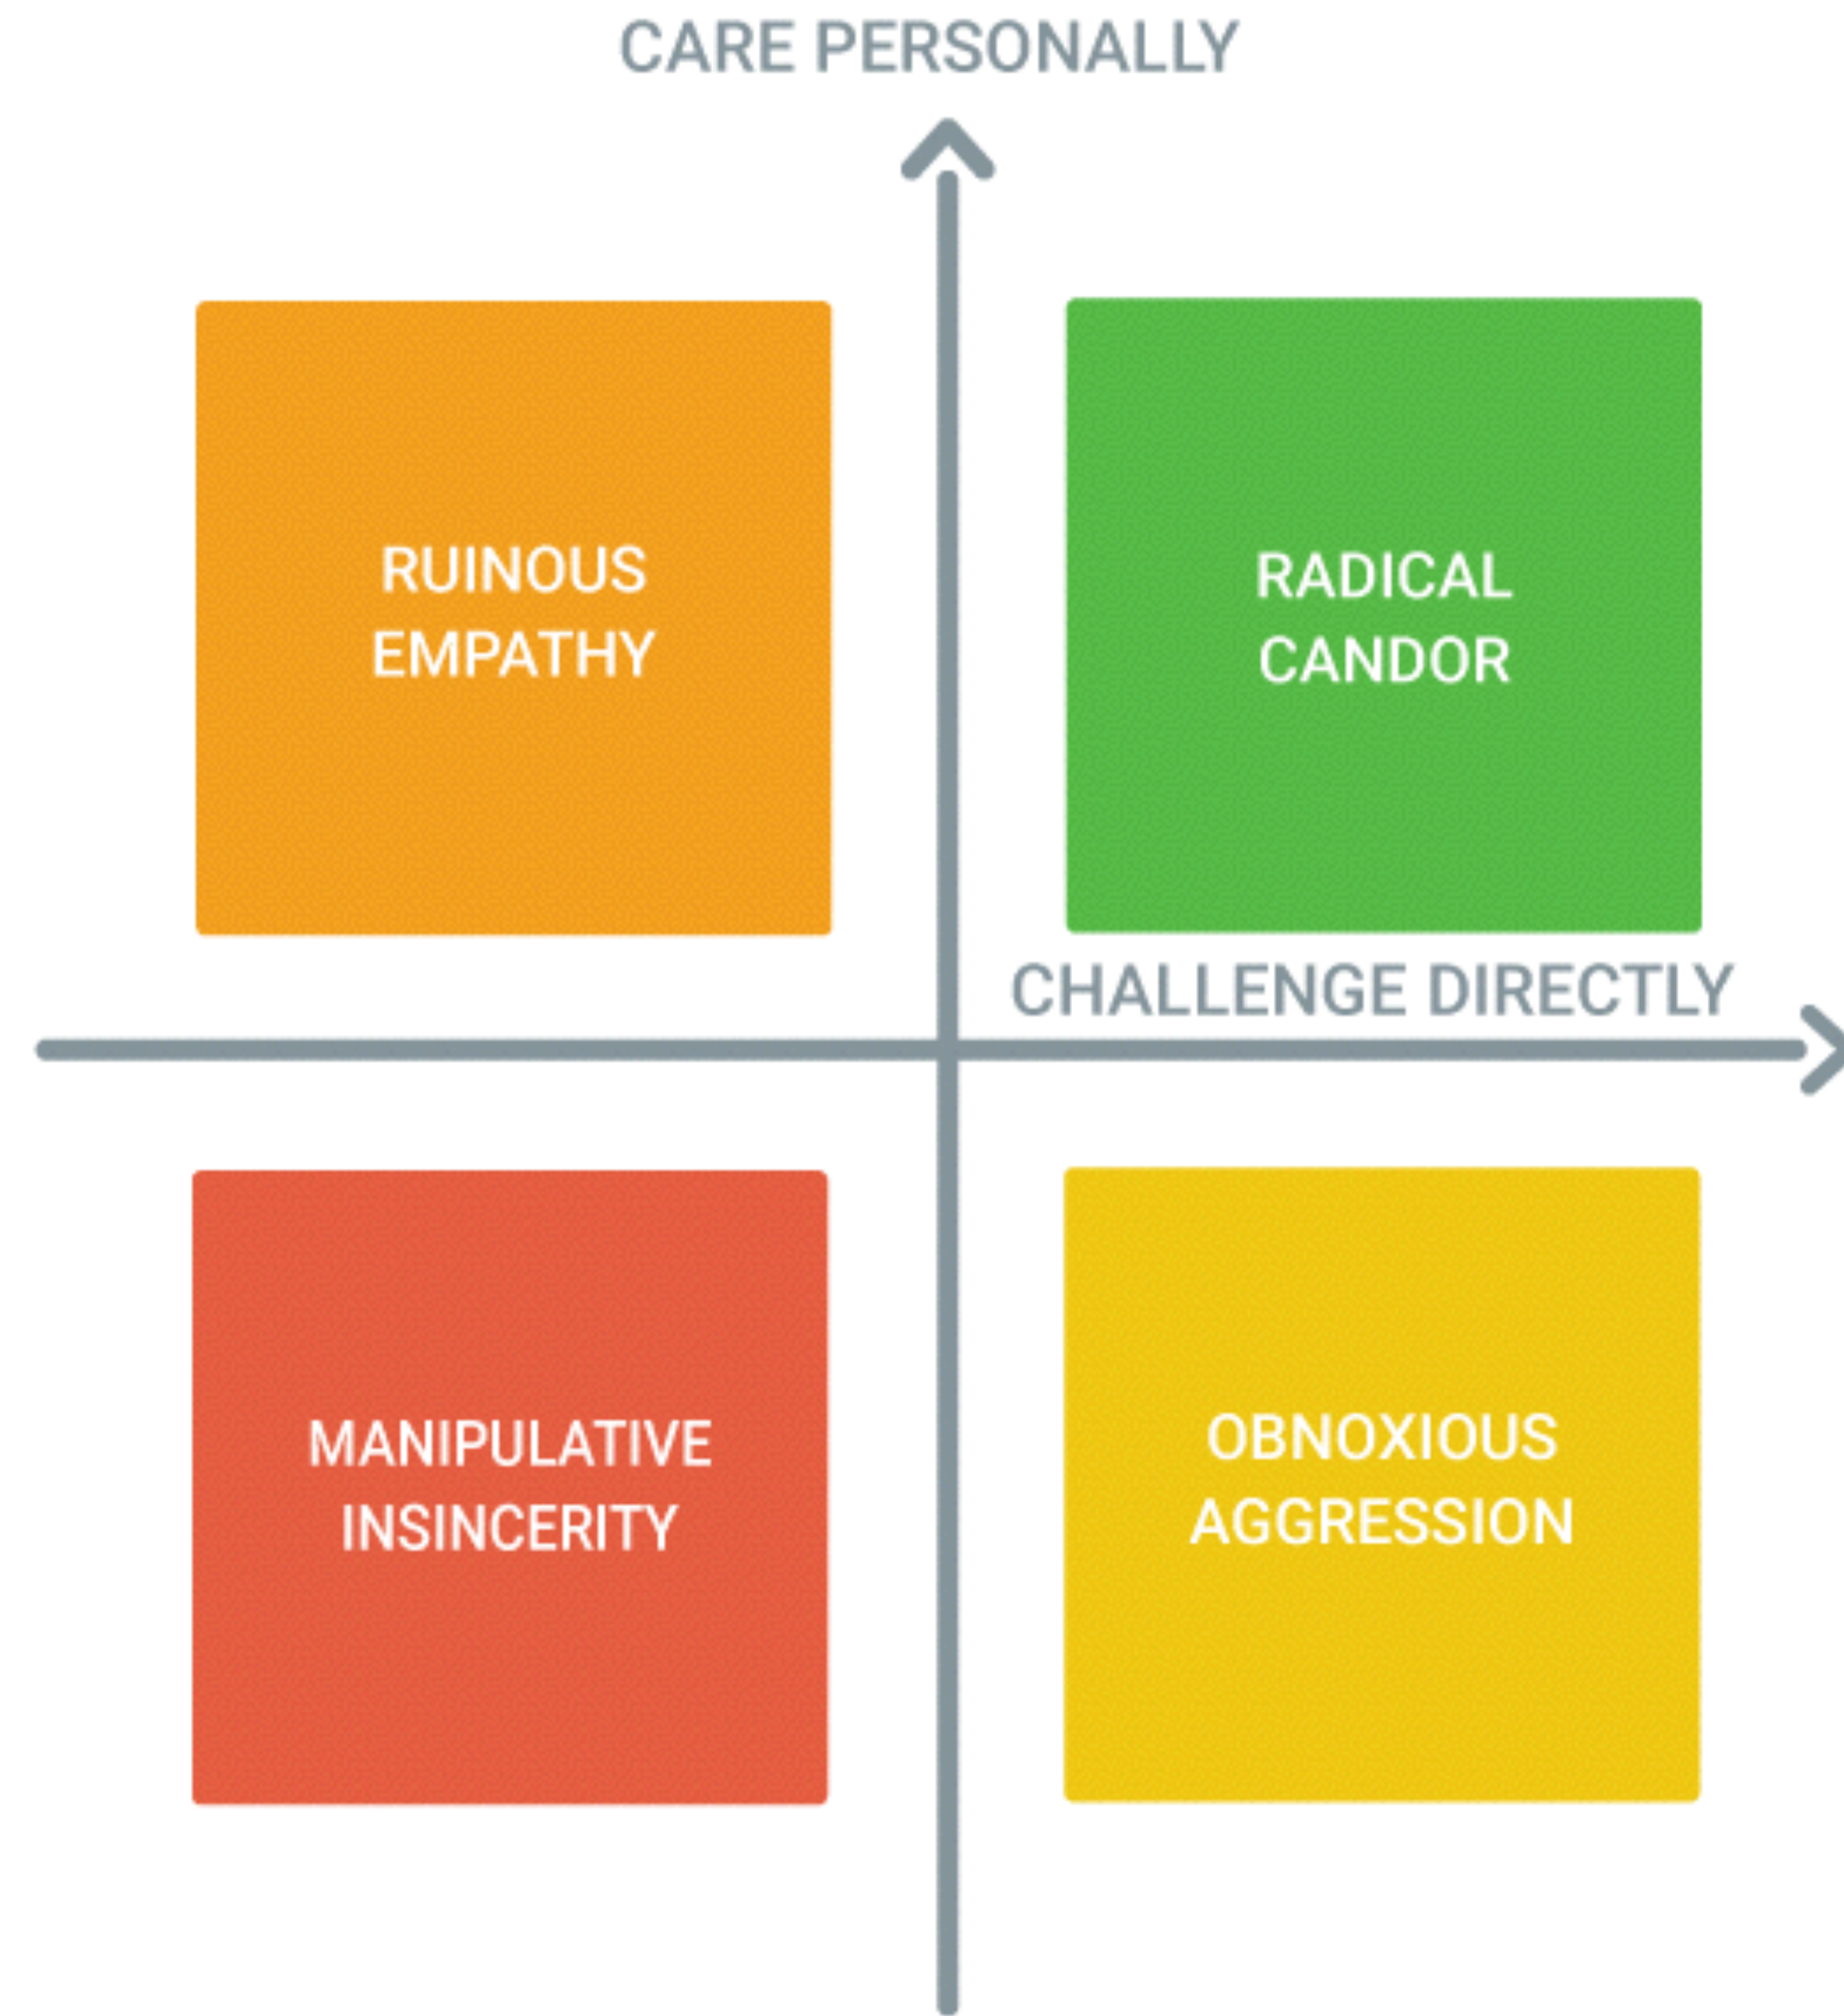 CARE PERSONALLY
RUINOUS
EMPATHY
RADICAL
CANDOR
CHALLENGE DIRECTLY
MANIPULATIVE
INSINCERITY
OBNOXIOUS
AGGRESSION